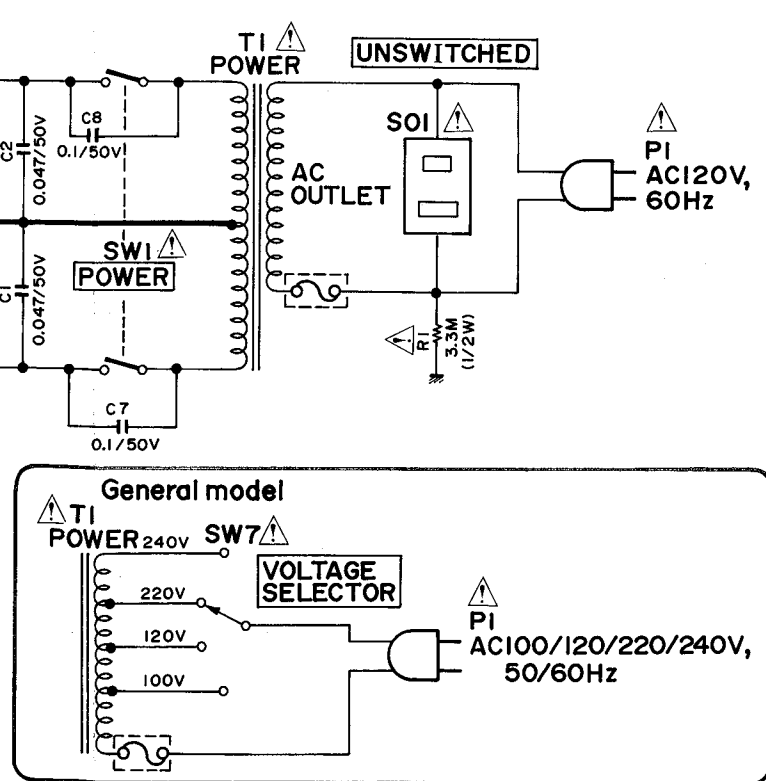 T1
POWER
UNSWITCHED
C8
0.1/50V
C2
0.047/50V
SO1
P1
AC120V,
60Hz
AC
OUTLET
SW1
POWER
C1
0.047/50V
R1
3.3M
(1/2W)
C7
0.1/50V
General model
T1
POWER
240V
SW7
VOLTAGE
SELECTOR
220V
120V
100V
P1
AC100/120/220/240V,
50/60Hz